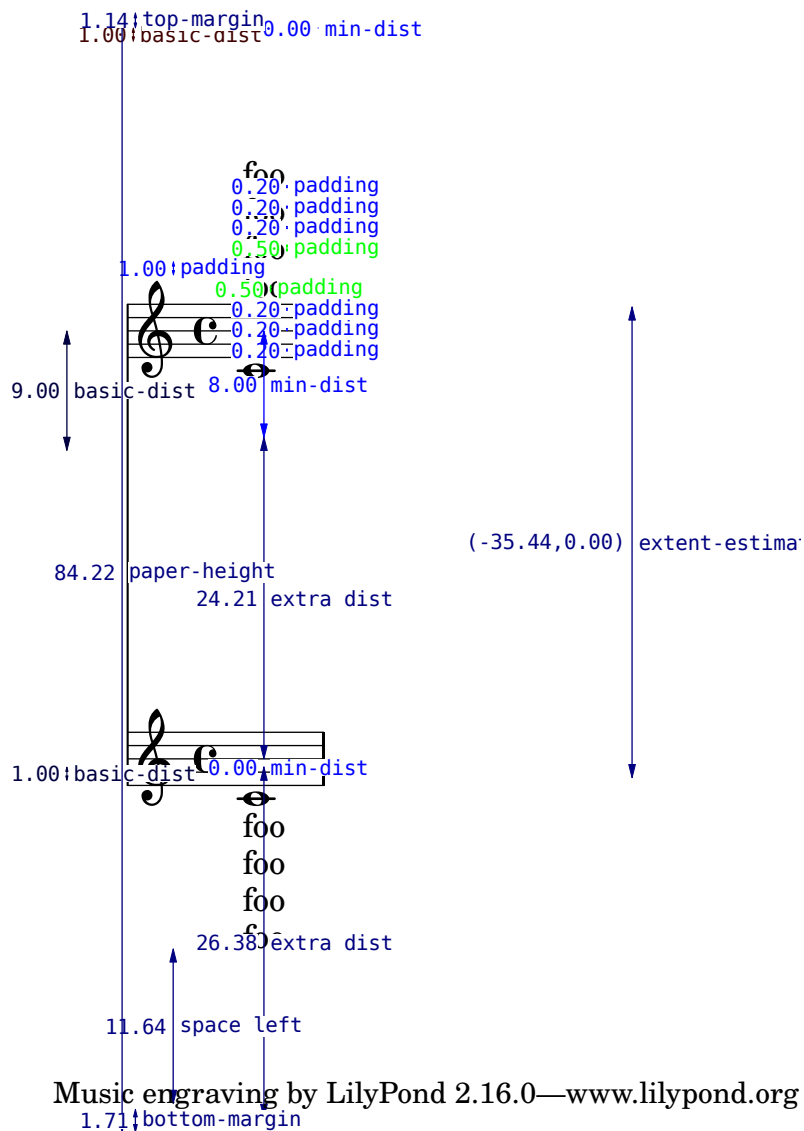 1.14 top-margin
1.00 basic-dist
0.00 min-dist
foo
0.20 padding
0.20 padding
foo
0.20 padding
foo
0.50 padding
1.00 padding
foo
0.50 padding
0.20 padding
0.20 padding
0.20 padding
8.00 min-dist
9.00 basic-dist
(-35.44,0.00) extent-estimat
84.22 paper-height
24.21 extra dist
0.00 min-dist
1.00 basic-dist
foo
foo
foo
foo
26.38 extra dist
11.64 space left
Music engraving by LilyPond 2.16.0—www.lilypond.org
1.71 bottom-margin